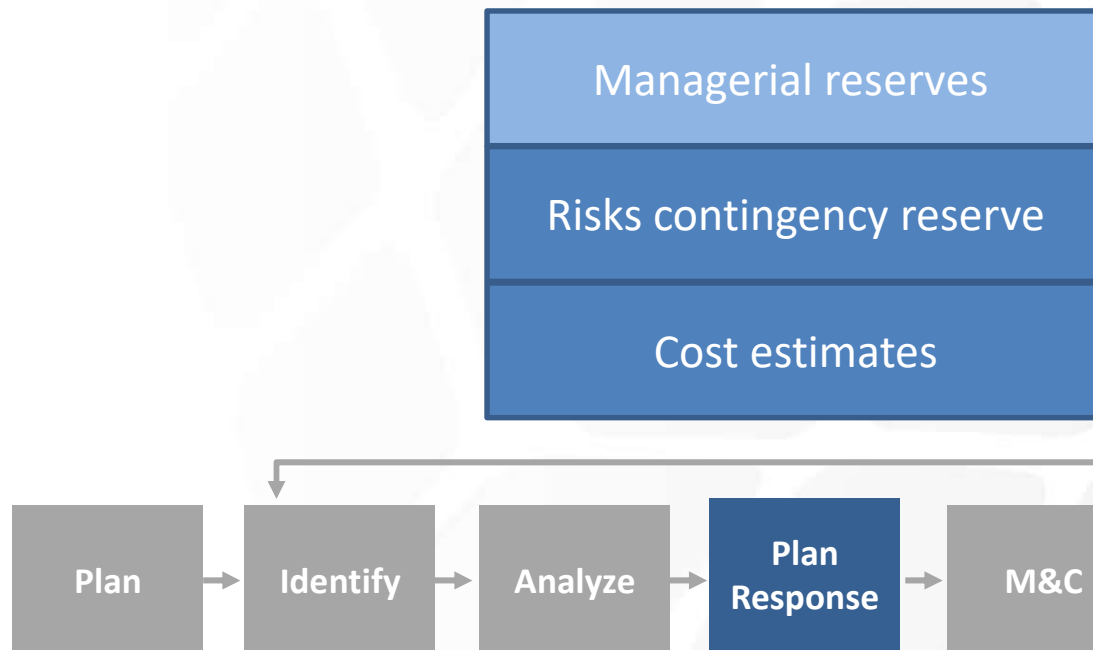 Managerial reserves
Risks contingency reserve
Cost estimates
Plan
Identify
Analyze
Plan
Response
M&C